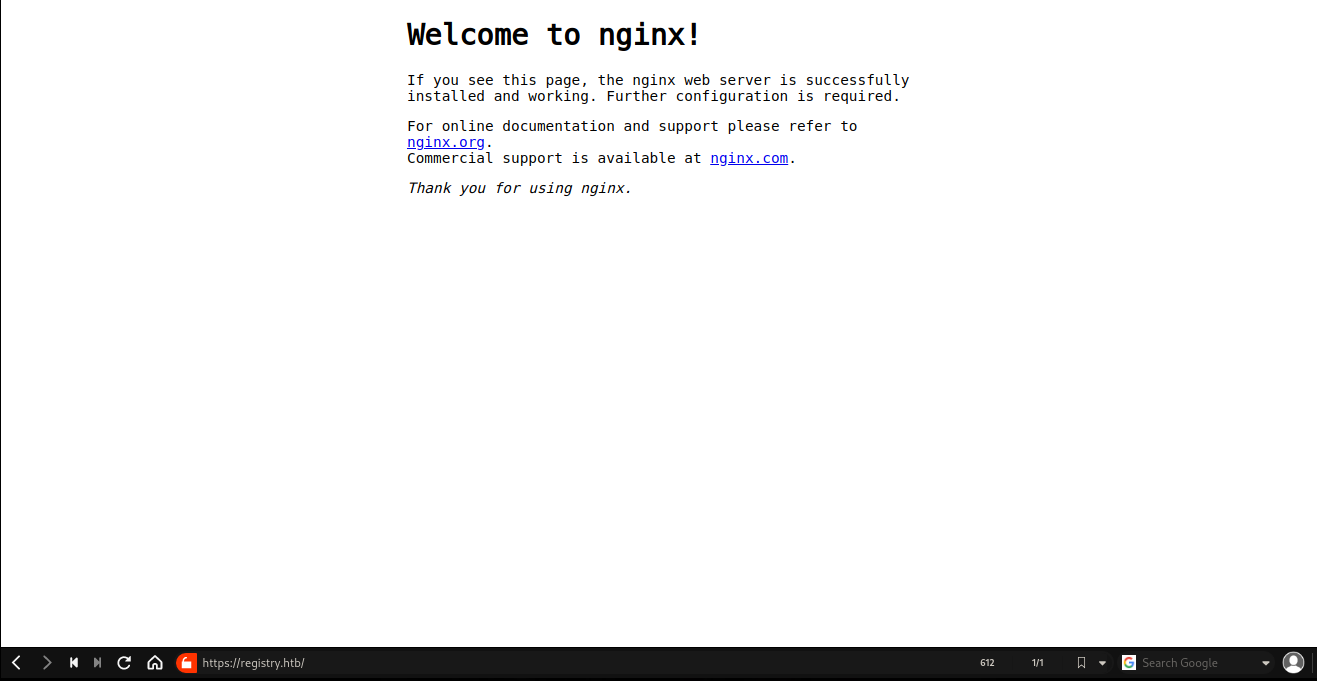 Welcome to nginx!
If you see this page, the nginx web server is successfully
installed and working. Further configuration is required.
For online documentation and support please refer to
nginx.org.
Commercial support is available at nginx.com.
Thank you for using nginx.
https://registry.htb/ 612 1/1 Search Google